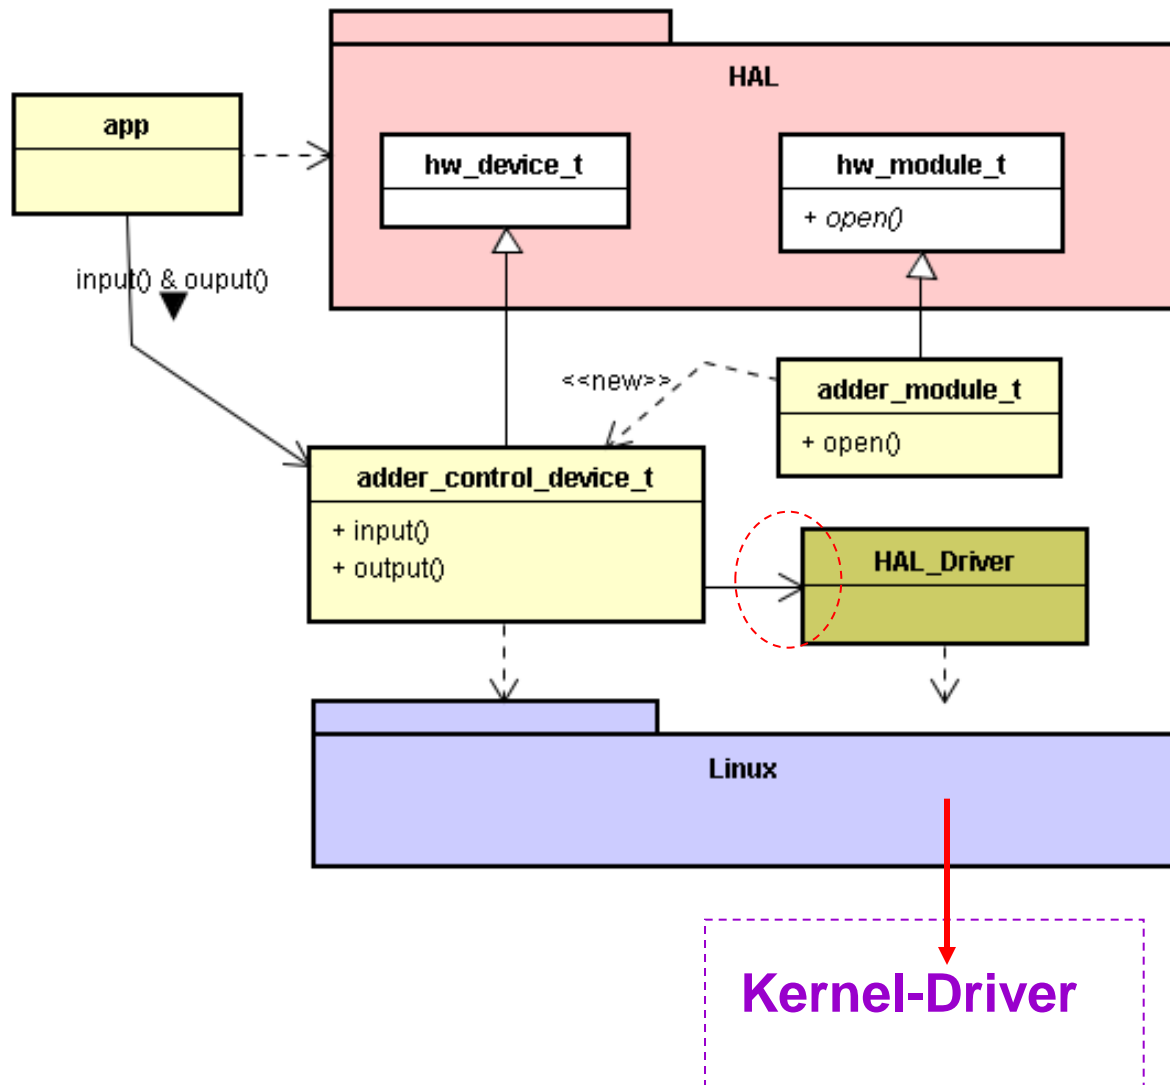 HAL
app
hw_device_t
hw_module_t
+ open()
input() & ouput()
<<new>>
adder_module_t
+ open()
adder_control_device_t
+ input()
+ output()
HAL_Driver
Linux
Kernel-Driver